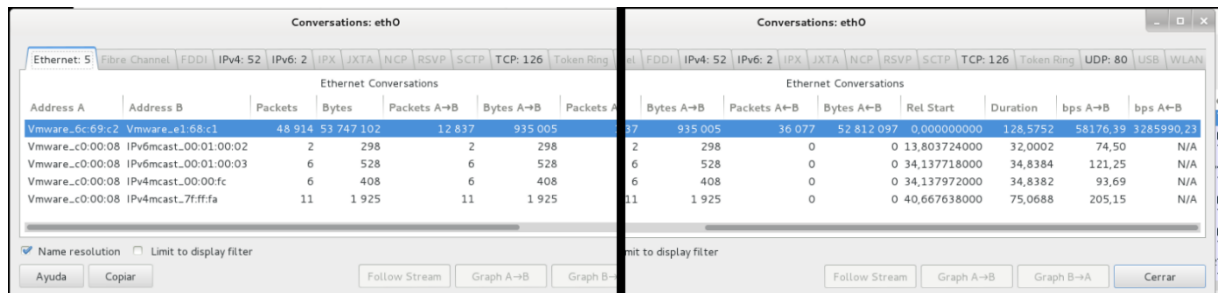 Conversations: eth0
Ethernet: 5 Fibre Channel FDDI IPv4: 52 IPv6: 2 IPX JXTA NCP RSVP SCTP TCP: 126 Token Ring
Ethernet Conversations
Address A Address B Packets Bytes Packets A→B Bytes A→B Packets A
Vmware_6c:69:c2 Vmware_e1:68:c1 48 914 53 747 102 12 837 935 005
Vmware_c0:00:08 IPv6mcast_00:01:00:02 2 298 2 298
Vmware_c0:00:08 IPv6mcast_00:01:00:03 6 528 6 528
Vmware_c0:00:08 IPv4mcast_00:00:fc 6 408 6 408
Vmware_c0:00:08 IPv4mcast_7f:ff:fa 11 1 925 11 1 925
Name resolution Limit to display filter
Ayuda Copiar Follow Stream Graph A→B Graph B→
Conversations: eth0
el FDDI IPv4: 52 IPv6: 2 IPX JXTA NCP RSVP SCTP TCP: 126 Token Ring UDP: 80 USB WLAN
Ethernet Conversations
Bytes A→B Packets A←B Bytes A←B Rel Start Duration bps A→B bps A←B
37 935 005 36 077 52 812 097 0,000000000 128,5752 58176,39 3285990,23
2 298 0 0 13,803724000 32,0002 74,50 N/A
6 528 0 0 34,137718000 34,8384 121,25 N/A
6 408 0 0 34,137972000 34,8382 93,69 N/A
11 1 925 0 0 40,667638000 75,0688 205,15 N/A
mit to display filter
Follow Stream Graph A→B Graph B→A Cerrar